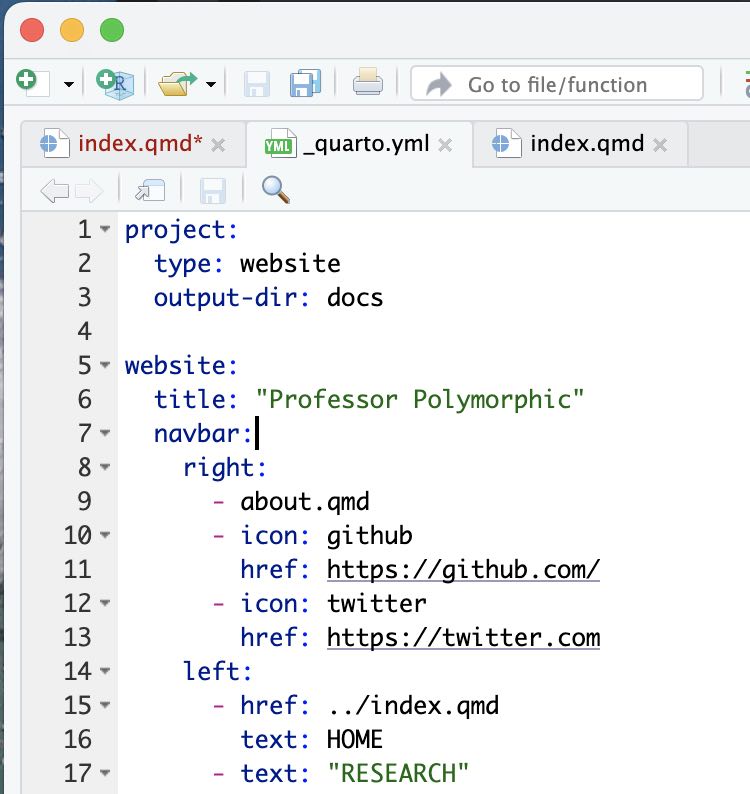 Go to file/function
index.qmd* × YML _quarto.yml × index.qmd ×
1 project:
2   type: website
3   output-dir: docs
4
5 website:
6   title: "Professor Polymorphic"
7   navbar:
8     right:
9       - about.qmd
10       - icon: github
11         href: https://github.com/
12       - icon: twitter
13         href: https://twitter.com
14     left:
15       - href: ../index.qmd
16         text: HOME
17       - text: "RESEARCH"